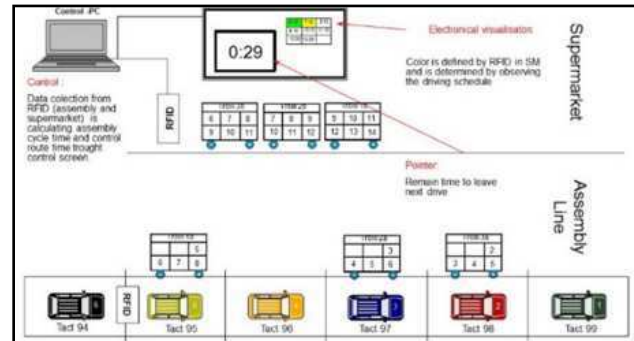 Control -PC
Electronical visualisation
0:29
Color is defined by RFID in SM
and is determined by observing
the driving schedule
Supermarket
Control :
Data colection from
RFID (assembly and
supermarket) is
calculating assembly
cycle time and control
route time trought
control screen
RFID
6 7 8
9 10 11
7 8 9
10 11 12
9 10 11
12 13 14
Pointer:
Remain time to leave
next drive
Assembly
Line
5
6 7 8
3
4 5 6
2
3 4 5
RFID
2
1
Tact 94
Tact 95
Tact 96
Tact 97
Tact 98
Tact 99